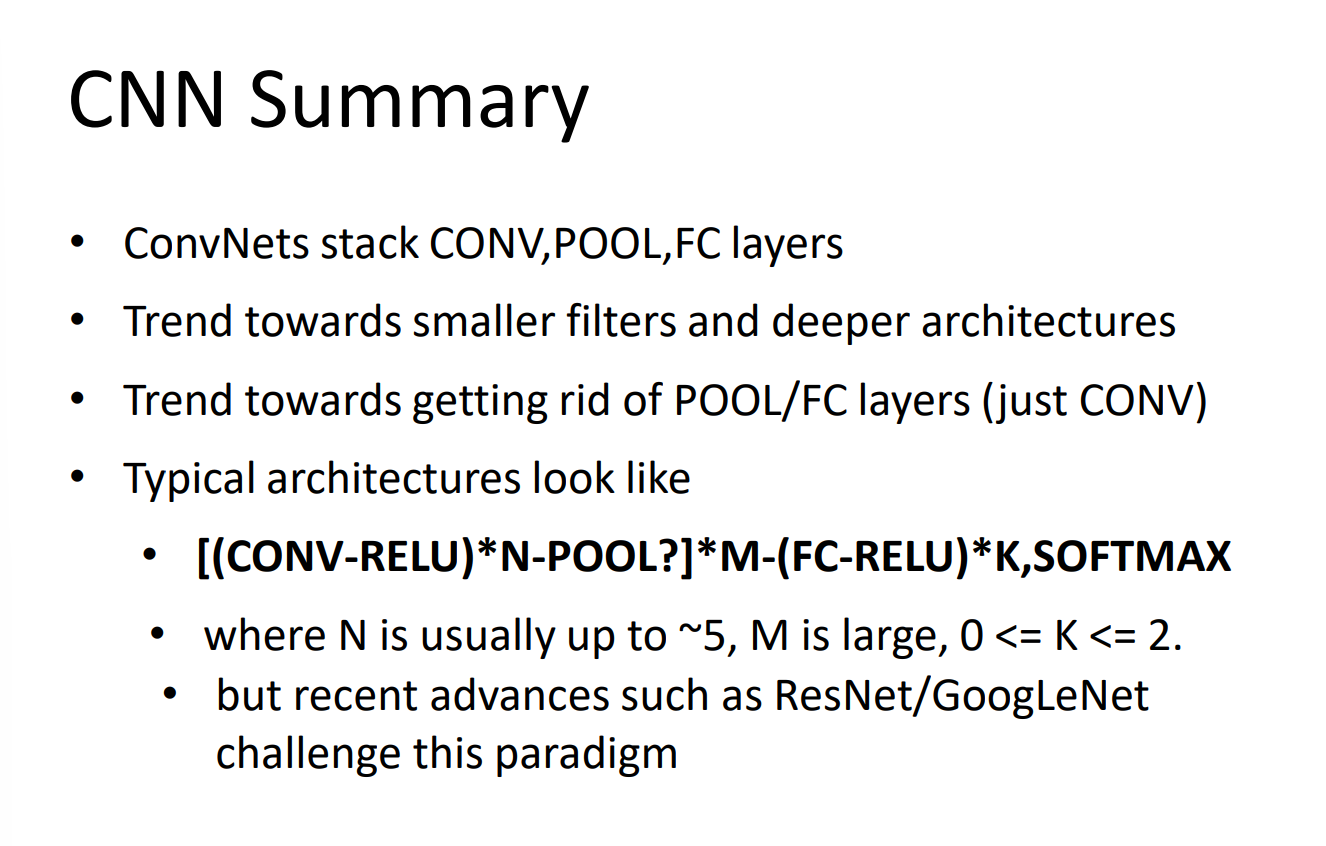 CNN Summary
• ConvNets stack CONV,POOL,FC layers
• Trend towards smaller filters and deeper architectures
• Trend towards getting rid of POOL/FC layers (just CONV)
• Typical architectures look like
• [(CONV-RELU)*N-POOL?]*M-(FC-RELU)*K,SOFTMAX
• where N is usually up to ~5, M is large, 0 <= K <= 2.
• but recent advances such as ResNet/GoogLeNet
challenge this paradigm